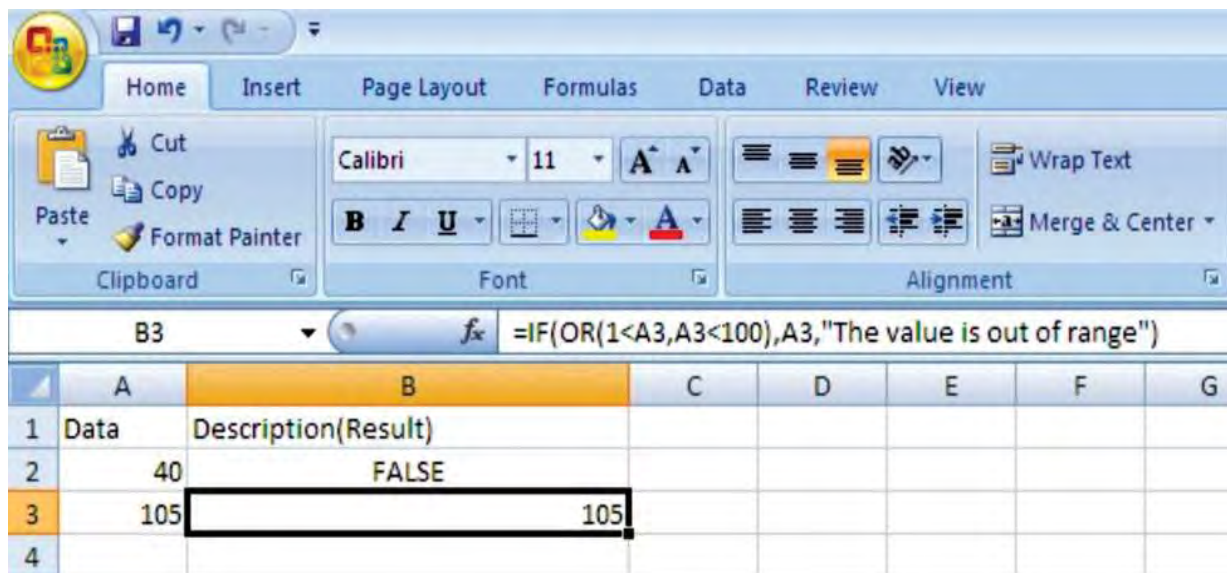 Home Insert Page Layout Formulas Data Review View
Cut
Copy
Paste
Format Painter
Clipboard
Calibri 11 A A
B I U A
Font
Wrap Text
Merge & Center
Alignment
B3 fx =IF(OR(1<A3,A3<100),A3,"The value is out of range")
A B C D E F G
1 Data Description(Result)
2 40 FALSE
3 105 105
4